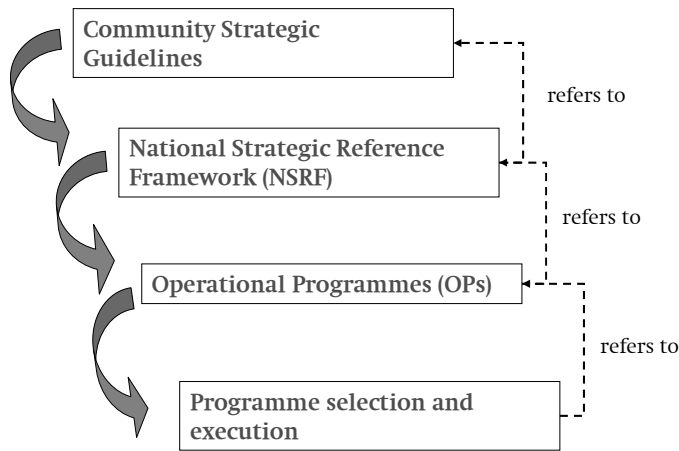 Community Strategic
Guidelines
refers to
National Strategic Reference
Framework (NSRF)
refers to
Operational Programmes (OPs)
refers to
Programme selection and
execution